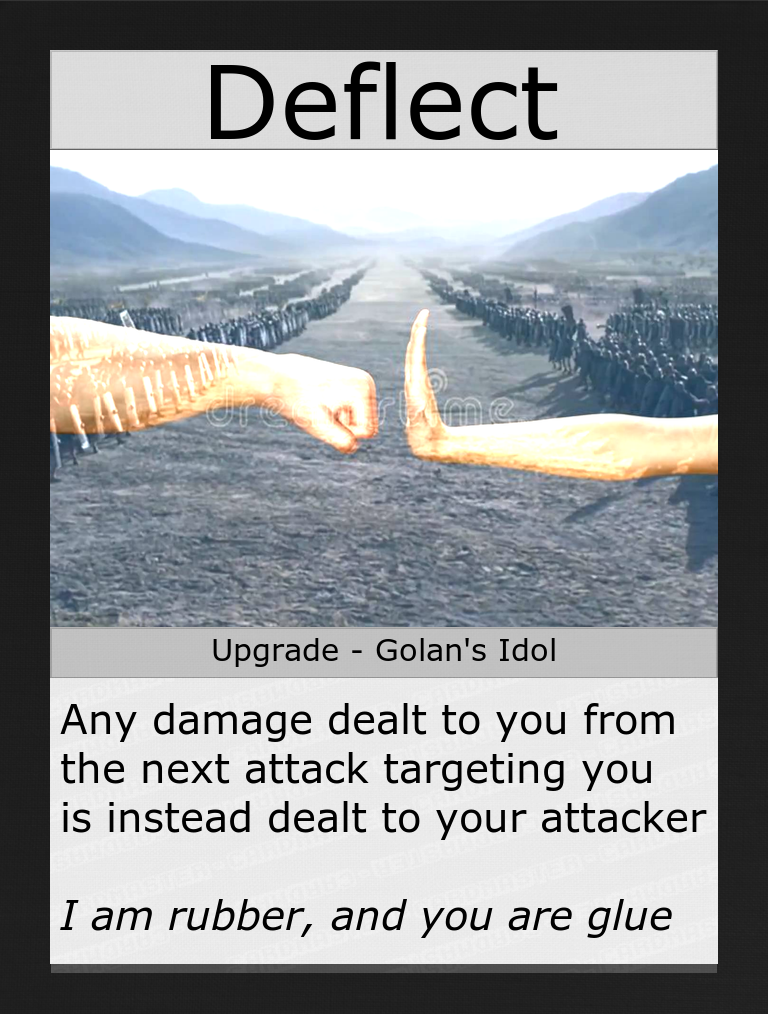 Deflect
dreamstime
Upgrade - Golan's Idol
Any damage dealt to you from
the next attack targeting you
is instead dealt to your attacker
I am rubber, and you are glue